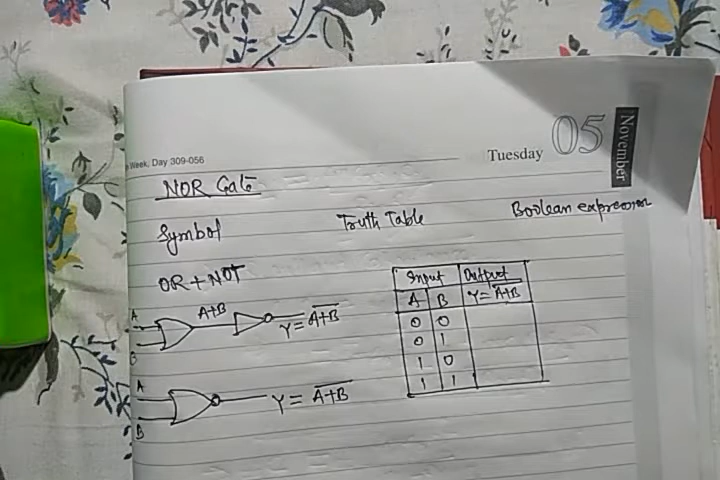 Week, Day 309-056
Tuesday 05 November
NOR Gate
Symbol Truth Table Boolean expression
OR + NOT
A B A+B Y = A̅+̅B̅
A B Y = A̅+̅B̅
Input Output
A B Y = A̅+̅B̅
0 0
0 1
1 0
1 1